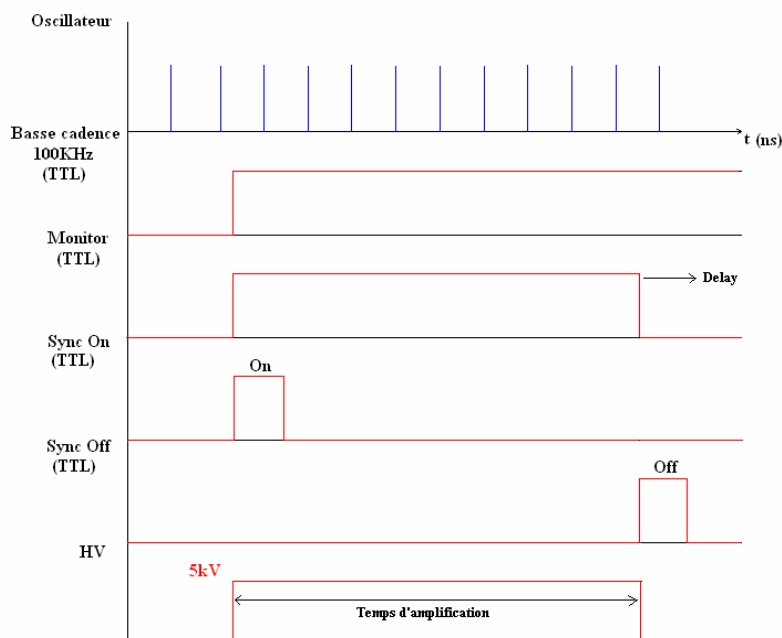 Oscillateur
Basse cadence
100KHz
(TTL)
t (ns)
Monitor
(TTL)
Delay
Sync On
(TTL)
On
Sync Off
(TTL)
Off
HV
5kV
Temps d'amplification